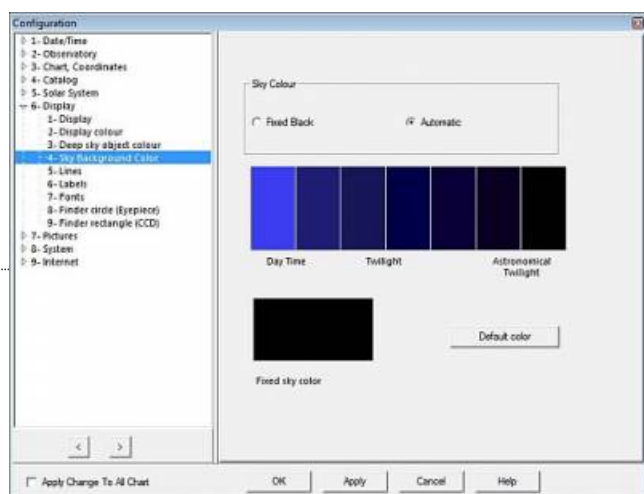 Configuration
1- Date/Time
2- Observatory
3- Chart, Coordinates
4- Catalog
5- Solar System
6- Display
1- Display
2- Display colour
3- Deep sky object colour
4- Sky Background Color
5- Lines
6- Labels
7- Fonts
8- Finder circle (Eyepiece)
9- Finder rectangle (CCD)
7- Pictures
8- System
9- Internet
< >
Sky Colour
Fixed Black Automatic
Day Time Twilight Astronomical
Twilight
Default color
Fixed sky color
Apply Change To All Chart OK Apply Cancel Help